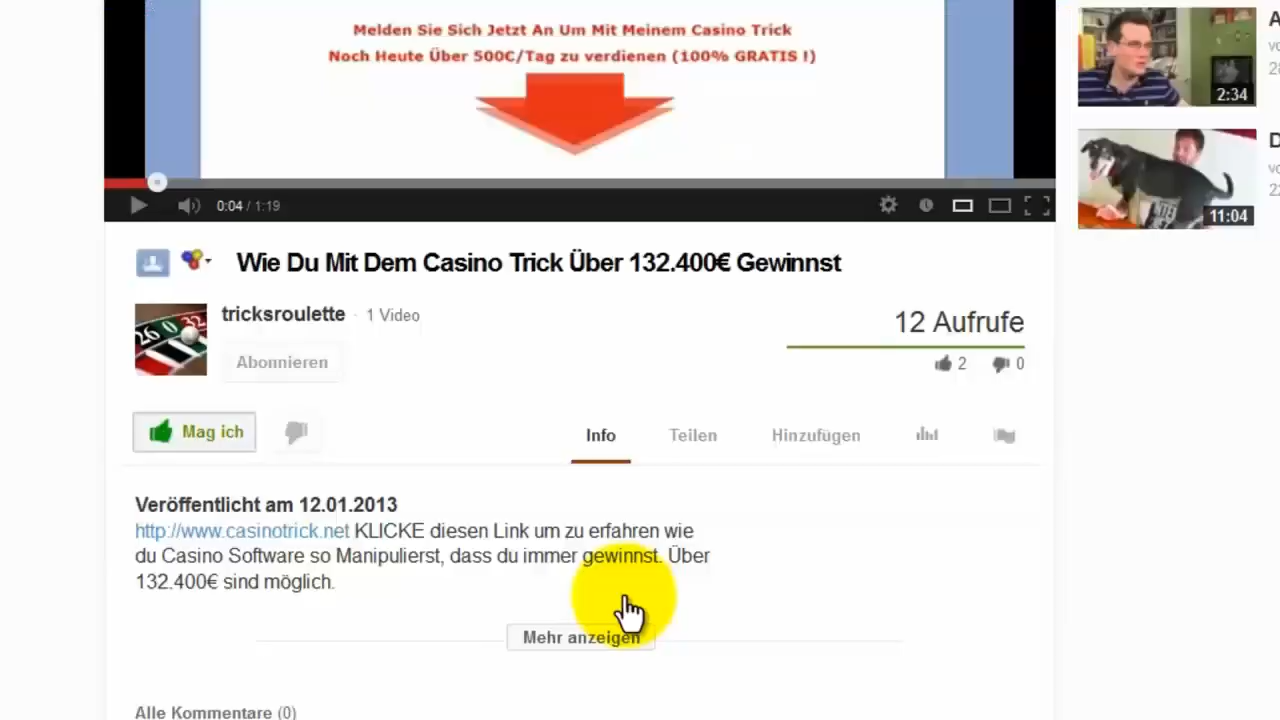 Melden Sie Sich Jetzt An Um Mit Meinem Casino Trick
Noch Heute Über 500€/Tag zu verdienen (100% GRATIS !)
2:34
11:04
0:04 / 1:19
Wie Du Mit Dem Casino Trick Über 132.400€ Gewinnst
tricksroulette · 1 Video
Abonnieren
12 Aufrufe
2 0
Mag ich
Info Teilen Hinzufügen
Veröffentlicht am 12.01.2013
http://www.casinotrick.net KLICKE diesen Link um zu erfahren wie
du Casino Software so Manipulierst, dass du immer gewinnst. Über
132.400€ sind möglich.
Mehr anzeigen
Alle Kommentare (0)